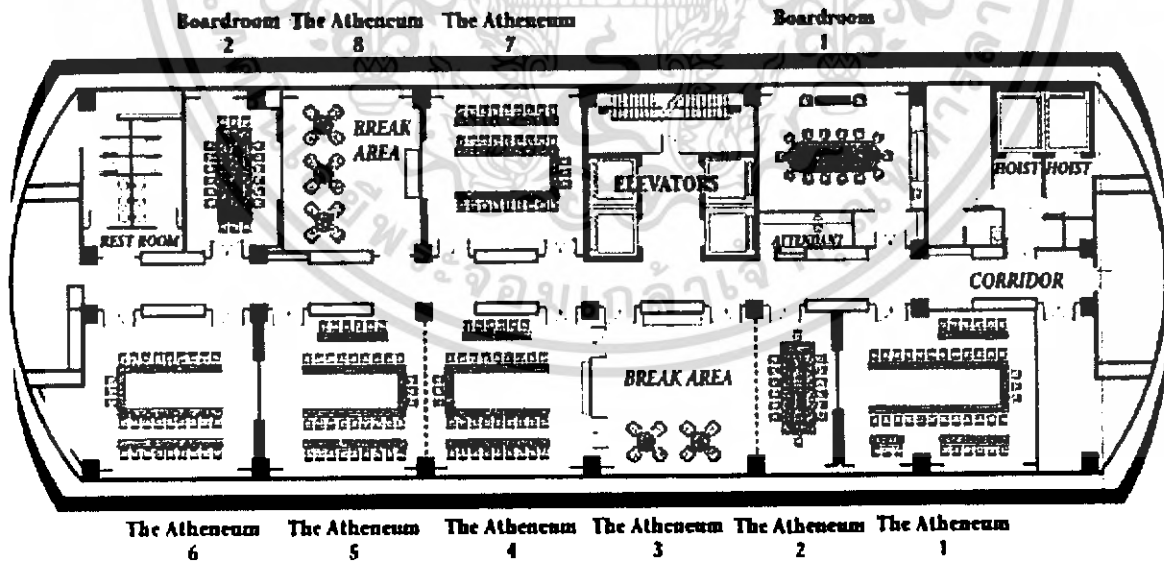 Boardroom
2
The Atheneum
8
The Atheneum
7
Boardroom
1
BREAK
AREA
ELEVATORS
HOIST HOIST
REST ROOM
ATTENDANT
CORRIDOR
BREAK AREA
The Atheneum
6
The Atheneum
5
The Atheneum
4
The Atheneum
3
The Atheneum
2
The Atheneum
1